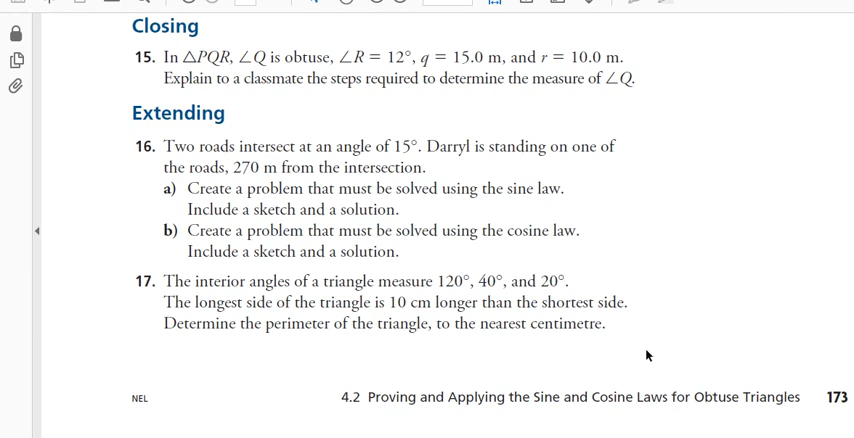 Closing
15. In △PQR, ∠Q is obtuse, ∠R = 12°, q = 15.0 m, and r = 10.0 m.
Explain to a classmate the steps required to determine the measure of ∠Q.
Extending
16. Two roads intersect at an angle of 15°. Darryl is standing on one of
the roads, 270 m from the intersection.
a) Create a problem that must be solved using the sine law.
Include a sketch and a solution.
b) Create a problem that must be solved using the cosine law.
Include a sketch and a solution.
17. The interior angles of a triangle measure 120°, 40°, and 20°.
The longest side of the triangle is 10 cm longer than the shortest side.
Determine the perimeter of the triangle, to the nearest centimetre.
NEL 4.2 Proving and Applying the Sine and Cosine Laws for Obtuse Triangles 173